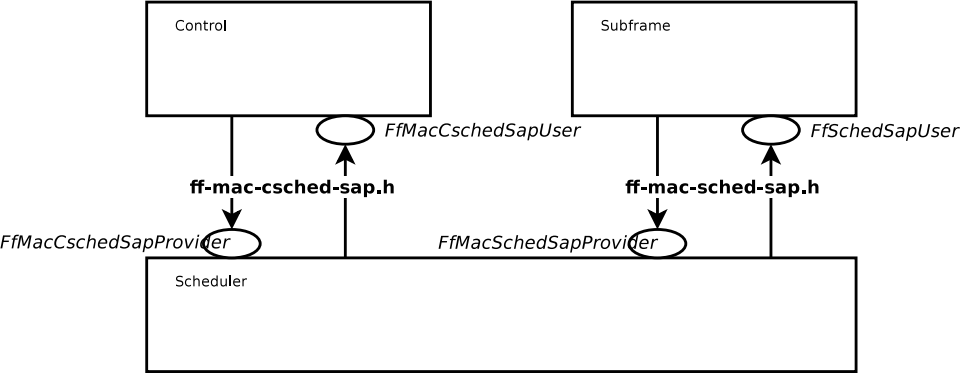 Control
Subframe
FfMacCschedSapUser
FfSchedSapUser
ff-mac-csched-sap.h
ff-mac-sched-sap.h
FfMacCschedSapProvider
FfMacSchedSapProvider
Scheduler